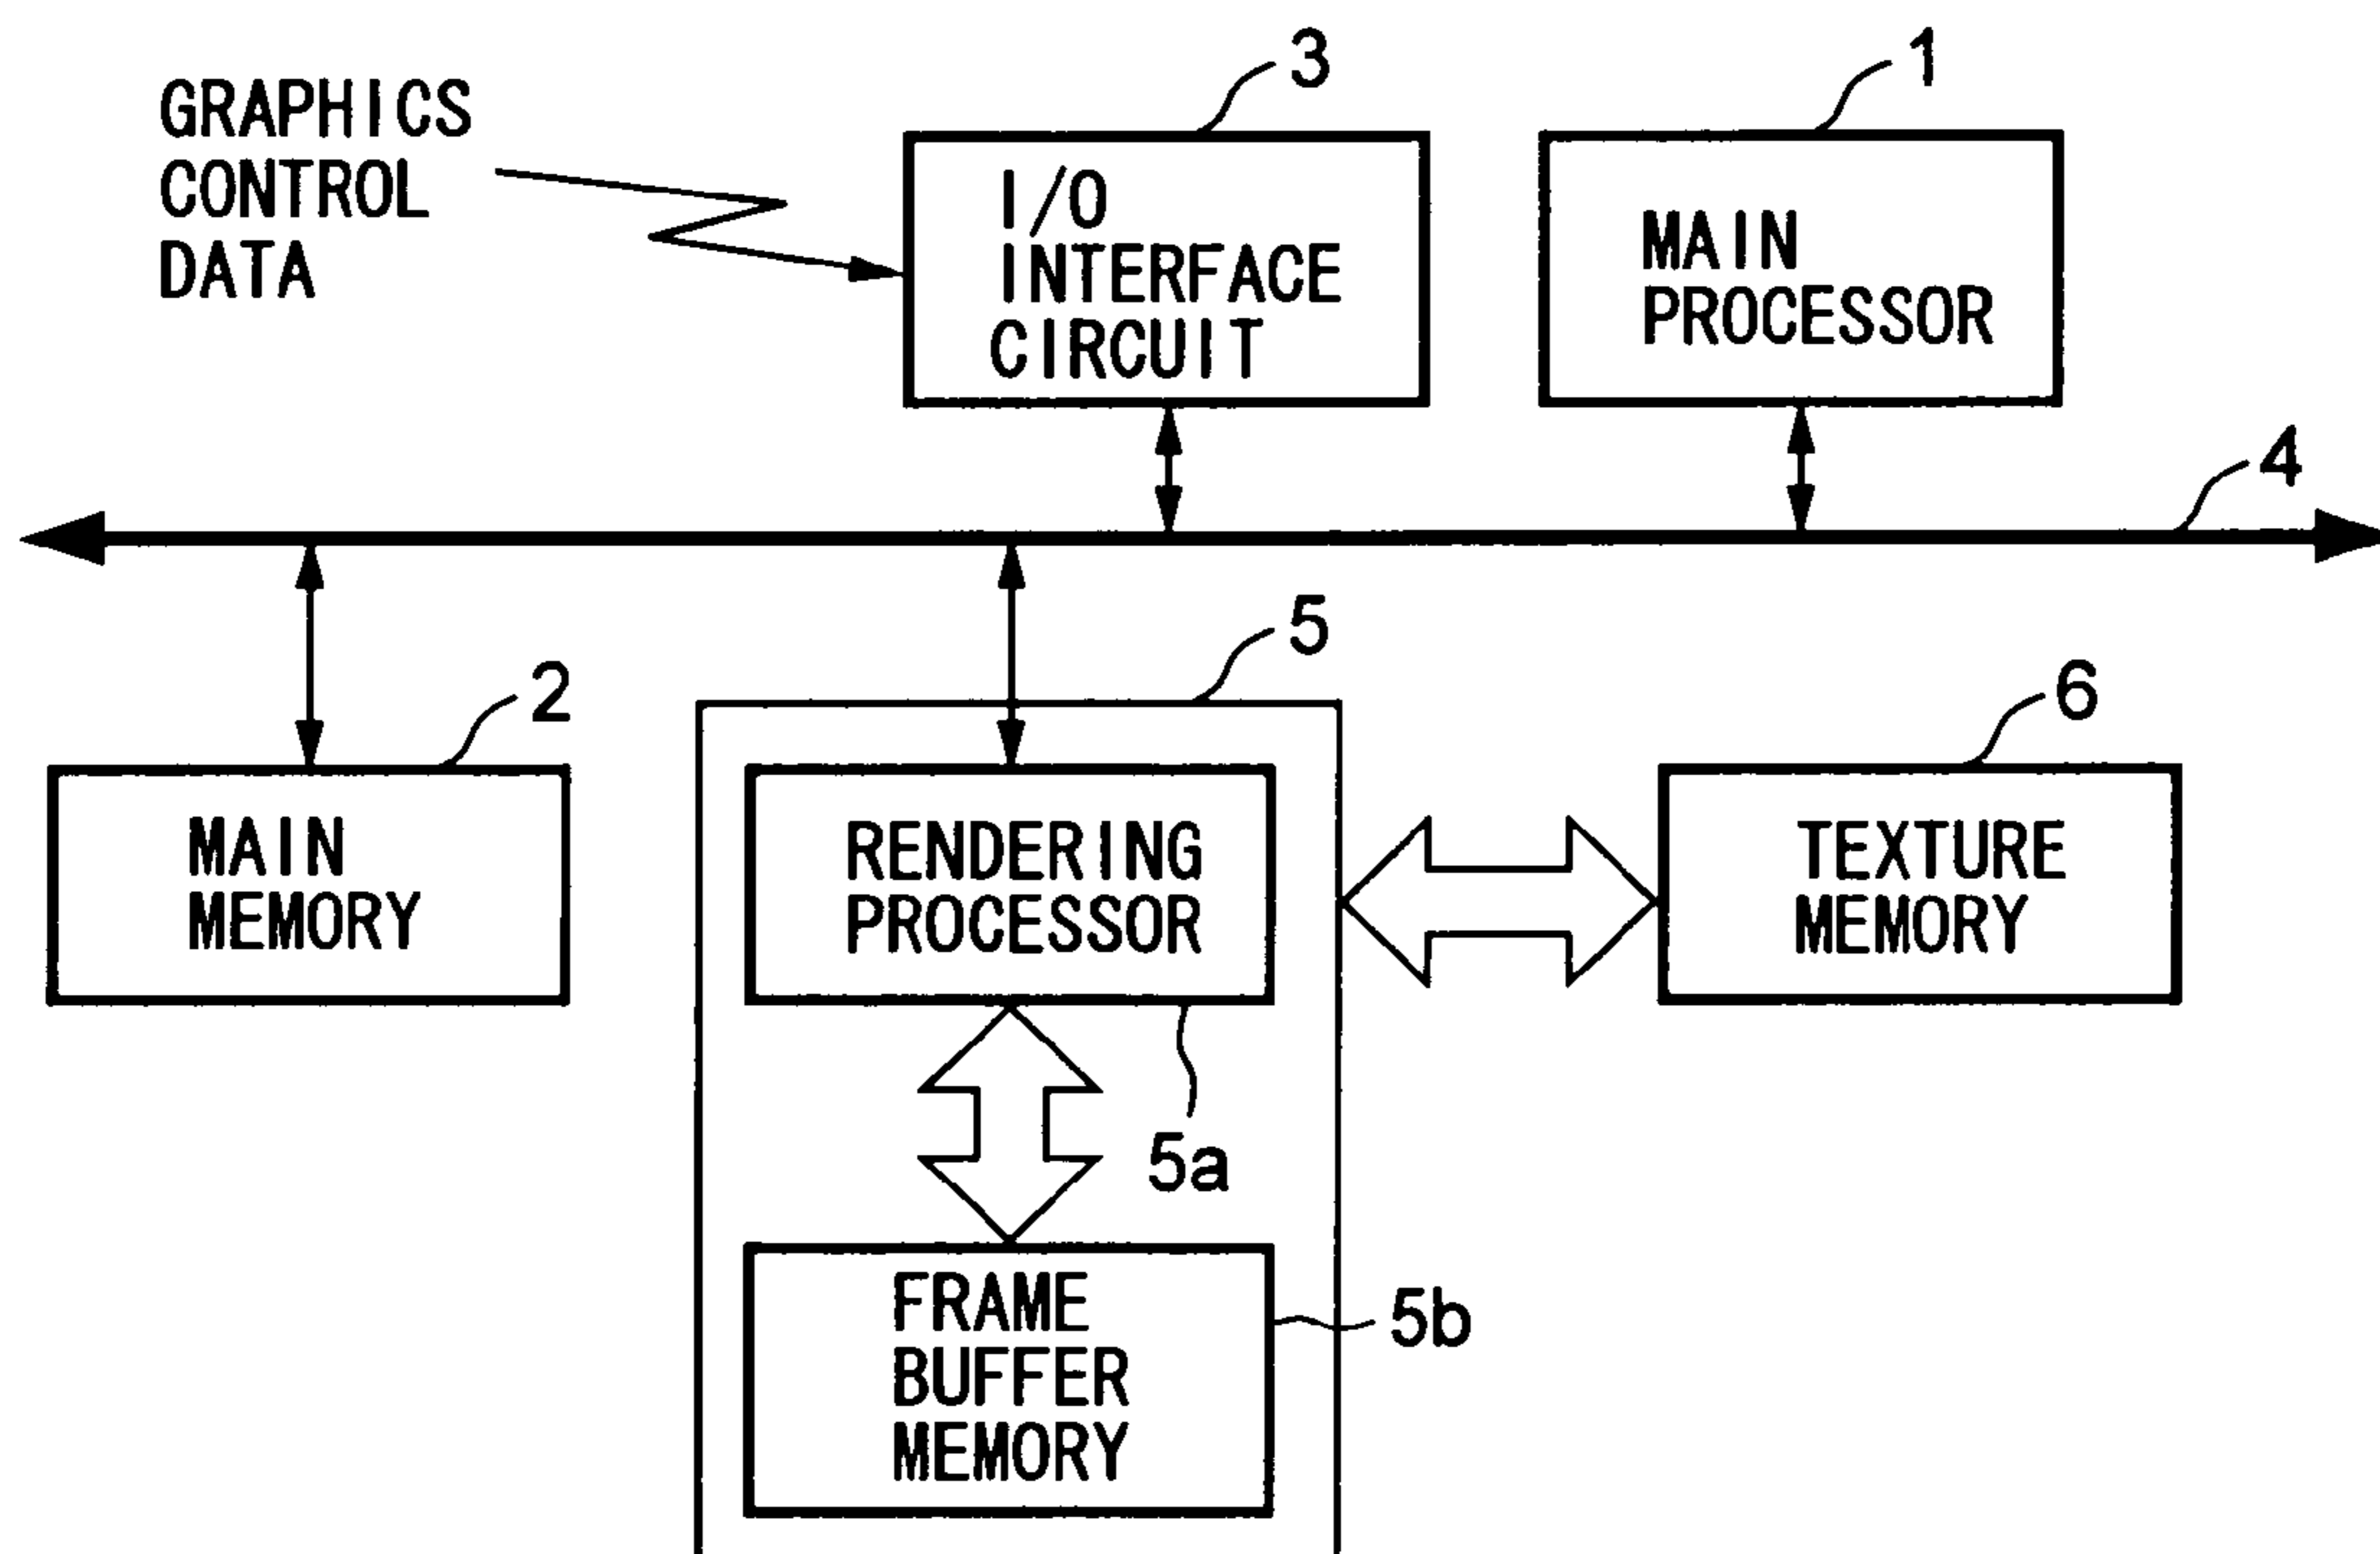 3
1
GRAPHICS
CONTROL
DATA
I/O
INTERFACE
CIRCUIT
MAIN
PROCESSOR
4
5
2
6
MAIN
MEMORY
RENDERING
PROCESSOR
TEXTURE
MEMORY
5a
FRAME
BUFFER
MEMORY
5b